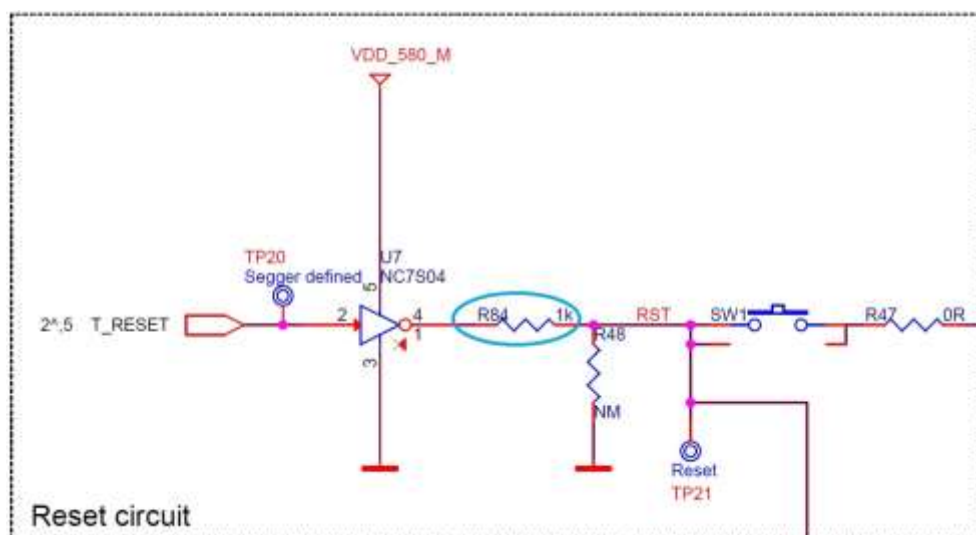 VDD_580_M
TP20
Segger defined
U7
NC7S04
5
2^,5 T_RESET
2
4
1
3
R84
1k
RST
SW1
R47
0R
R48
NM
Reset
TP21
Reset circuit